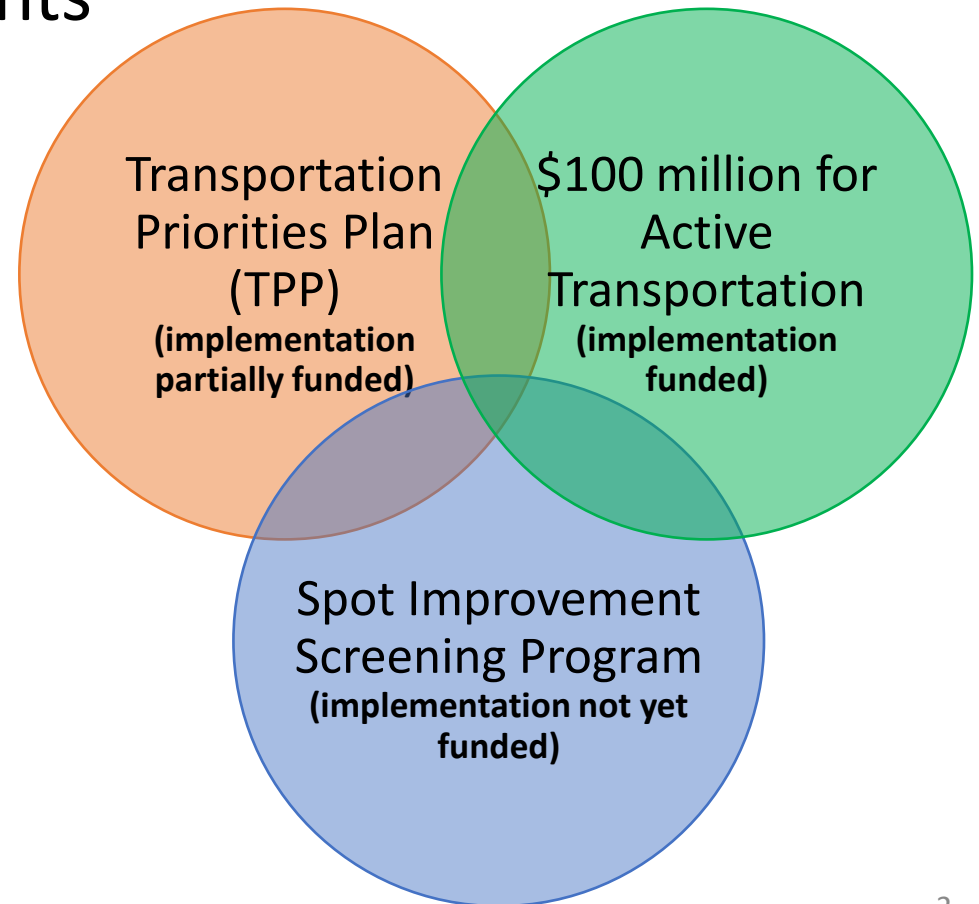 Transportation
Priorities Plan
(TPP)
(implementation
partially funded)
$100 million for
Active
Transportation
(implementation
funded)
Spot Improvement
Screening Program
(implementation not yet
funded)